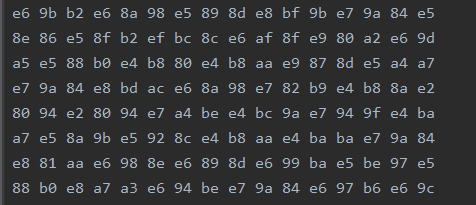 e6 9b b2 e6 8a 98 e5 89 8d e8 bf 9b e7 9a 84 e5
8e 86 e5 8f b2 ef bc 8c e6 af 8f e9 80 a2 e6 9d
a5 e5 88 b0 e4 b8 80 e4 b8 aa e9 87 8d e5 a4 a7
e7 9a 84 e8 bd ac e6 8a 98 e7 82 b9 e4 b8 8a e2
80 94 e2 80 94 e7 a4 be e4 bc 9a e7 94 9f e4 ba
a7 e5 8a 9b e5 92 8c e4 b8 aa e4 ba ba e7 9a 84
e8 81 aa e6 98 8e e6 89 8d e6 99 ba e5 be 97 e5
88 b0 e8 a7 a3 e6 94 be e7 9a 84 e6 97 b6 e6 9c